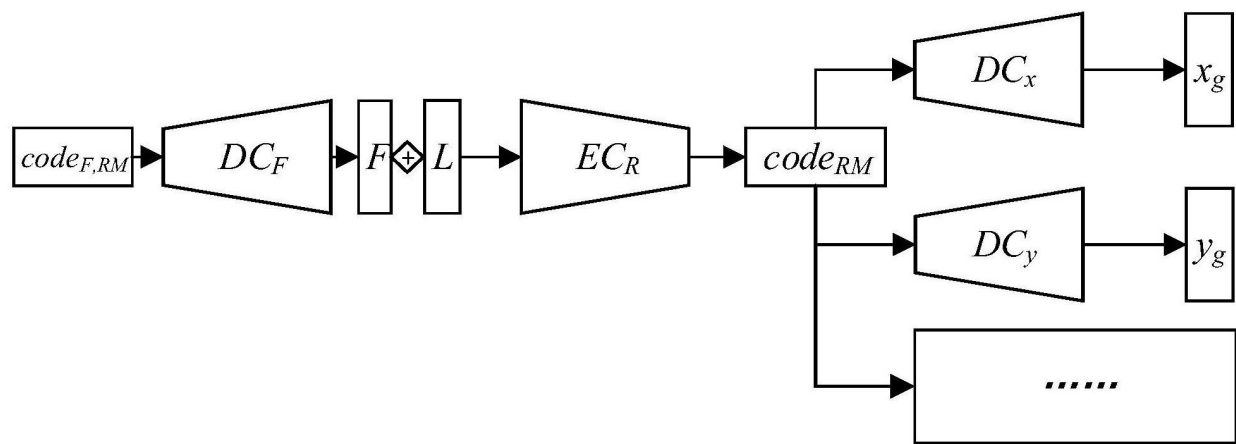 code_{F,RM}
DC_F
F
+
L
EC_R
code_{RM}
DC_x
x_g
DC_y
y_g
......